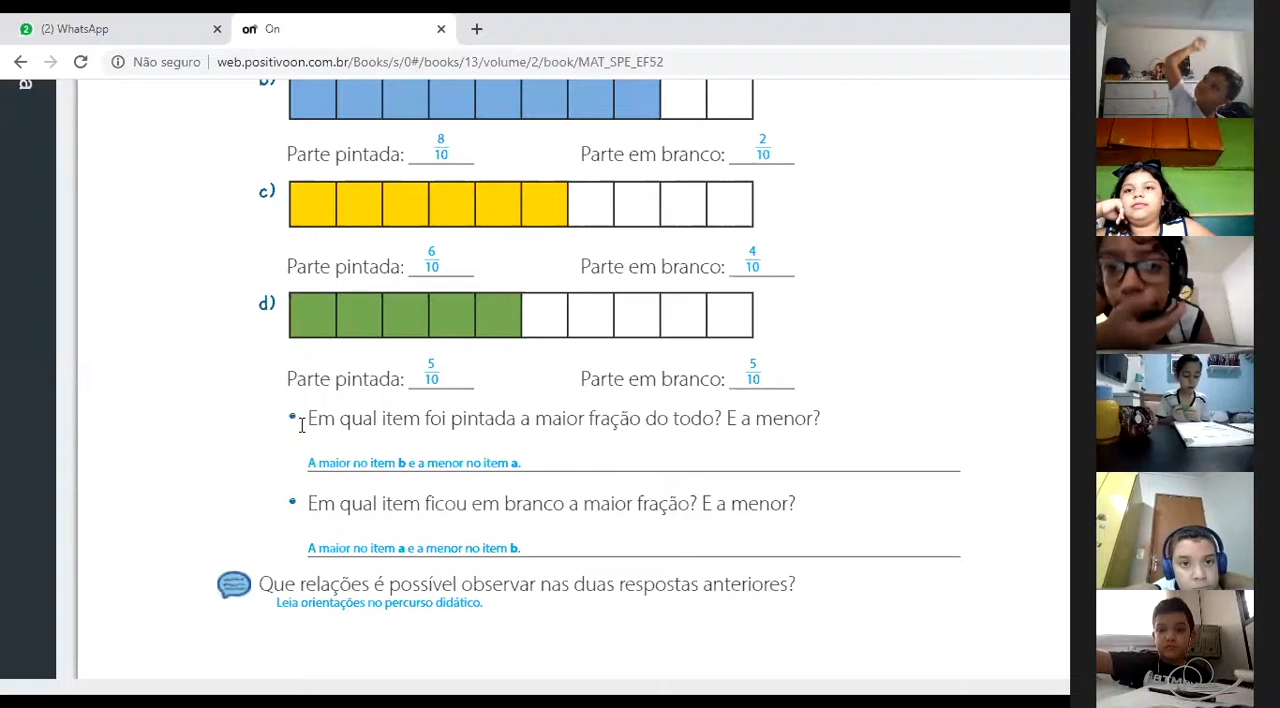 2 (2) WhatsApp
on On
Não seguro web.positivoon.com.br/Books/s/0#/books/13/volume/2/book/MAT_SPE_EF52
a
Parte pintada: 8/10 Parte em branco: 2/10
c)
Parte pintada: 6/10 Parte em branco: 4/10
d)
Parte pintada: 5/10 Parte em branco: 5/10
Em qual item foi pintada a maior fração do todo? E a menor?
A maior no item b e a menor no item a.
Em qual item ficou em branco a maior fração? E a menor?
A maior no item a e a menor no item b.
Que relações é possível observar nas duas respostas anteriores?
Leia orientações no percurso didático.